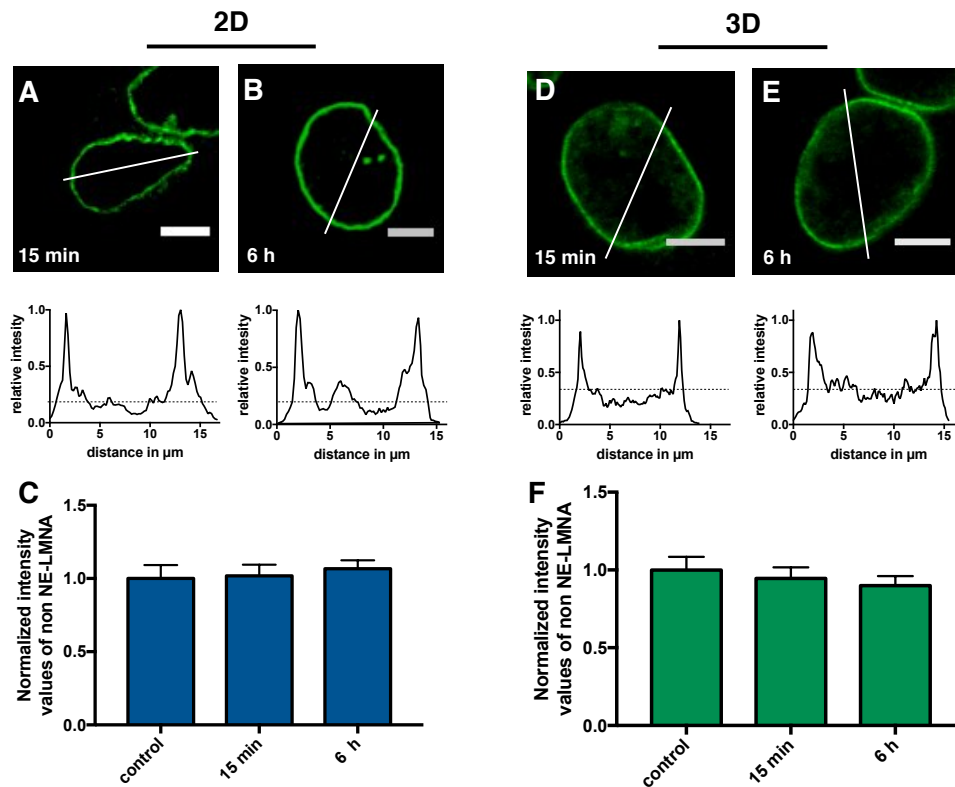 2D
3D
A
15 min
B
6 h
D
15 min
E
6 h
relative intesity
1.0
0.5
0.0
0
5
10
15
distance in µm
relative intesity
1.0
0.5
0.0
0
5
10
15
distance in µm
relative intesity
1.0
0.5
0.0
0
5
10
15
distance in µm
relative intesity
1.0
0.5
0.0
0
5
10
15
distance in µm
C
Normalized intensity
values of non NE-LMNA
1.5
1.0
0.5
0.0
control
15 min
6 h
F
Normalized intensity
values of non NE-LMNA
1.5
1.0
0.5
0.0
control
15 min
6 h